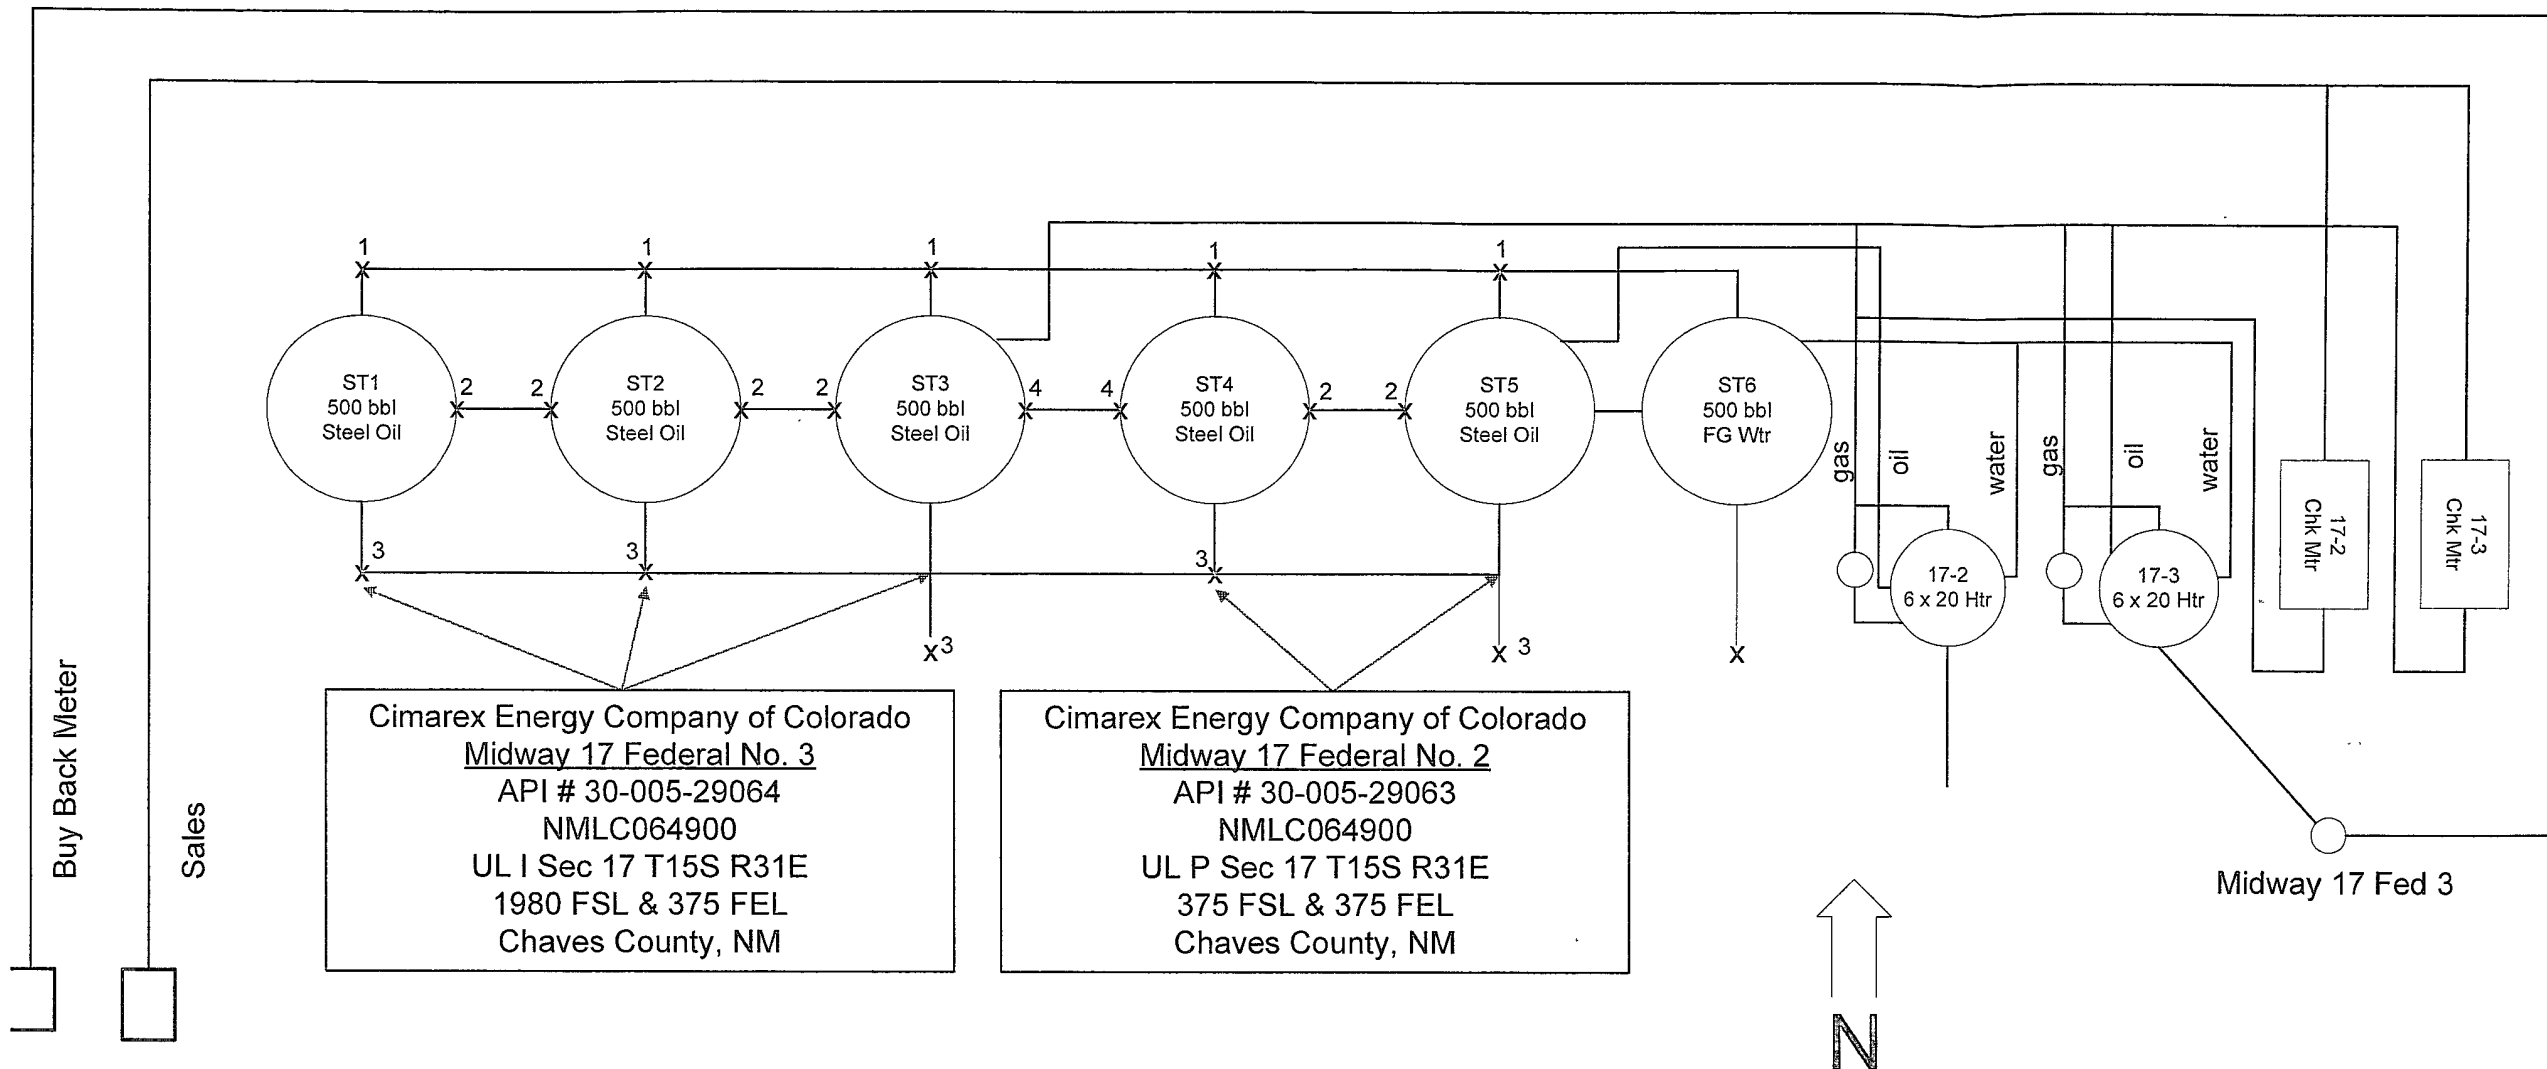 1
1
1
1
1
ST1
500 bbl
Steel Oil
2
2
ST2
500 bbl
Steel Oil
2
2
ST3
500 bbl
Steel Oil
4
4
ST4
500 bbl
Steel Oil
2
2
ST5
500 bbl
Steel Oil
ST6
500 bbl
FG Wtr
gas
oil
water
gas
oil
water
17-2
Chk Mtr
17-3
Chk Mtr
3
3
3
17-2
6 x 20 Htr
17-3
6 x 20 Htr
x3
x 3
x
Buy Back Meter
Sales
Cimarex Energy Company of Colorado
Midway 17 Federal No. 3
API # 30-005-29064
NMLC064900
UL I Sec 17 T15S R31E
1980 FSL & 375 FEL
Chaves County, NM
Cimarex Energy Company of Colorado
Midway 17 Federal No. 2
API # 30-005-29063
NMLC064900
UL P Sec 17 T15S R31E
375 FSL & 375 FEL
Chaves County, NM
Midway 17 Fed 3
N